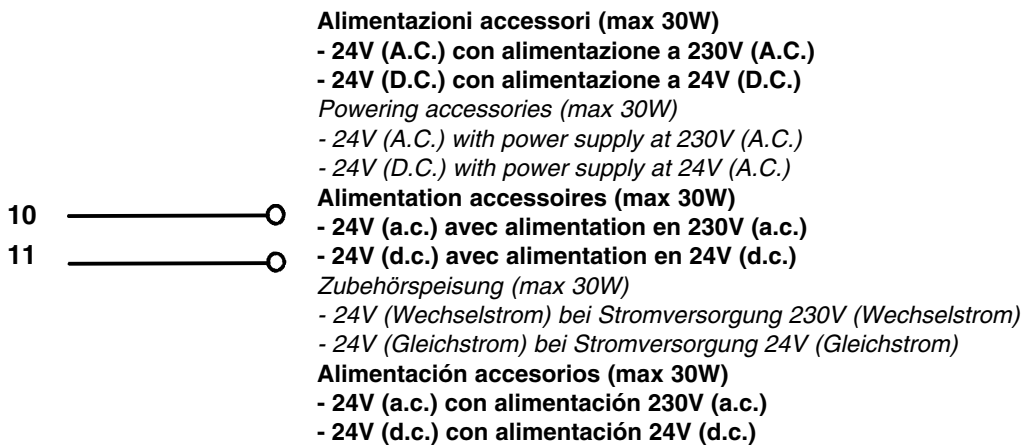 Alimentazioni accessori (max 30W)
- 24V (A.C.) con alimentazione a 230V (A.C.)
- 24V (D.C.) con alimentazione a 24V (D.C.)
Powering accessories (max 30W)
- 24V (A.C.) with power supply at 230V (A.C.)
- 24V (D.C.) with power supply at 24V (A.C.)
Alimentation accessoires (max 30W)
10
- 24V (a.c.) avec alimentation en 230V (a.c.)
11
- 24V (d.c.) avec alimentation en 24V (d.c.)
Zubehörspeisung (max 30W)
- 24V (Wechselstrom) bei Stromversorgung 230V (Wechselstrom)
- 24V (Gleichstrom) bei Stromversorgung 24V (Gleichstrom)
Alimentación accesorios (max 30W)
- 24V (a.c.) con alimentación 230V (a.c.)
- 24V (d.c.) con alimentación 24V (d.c.)